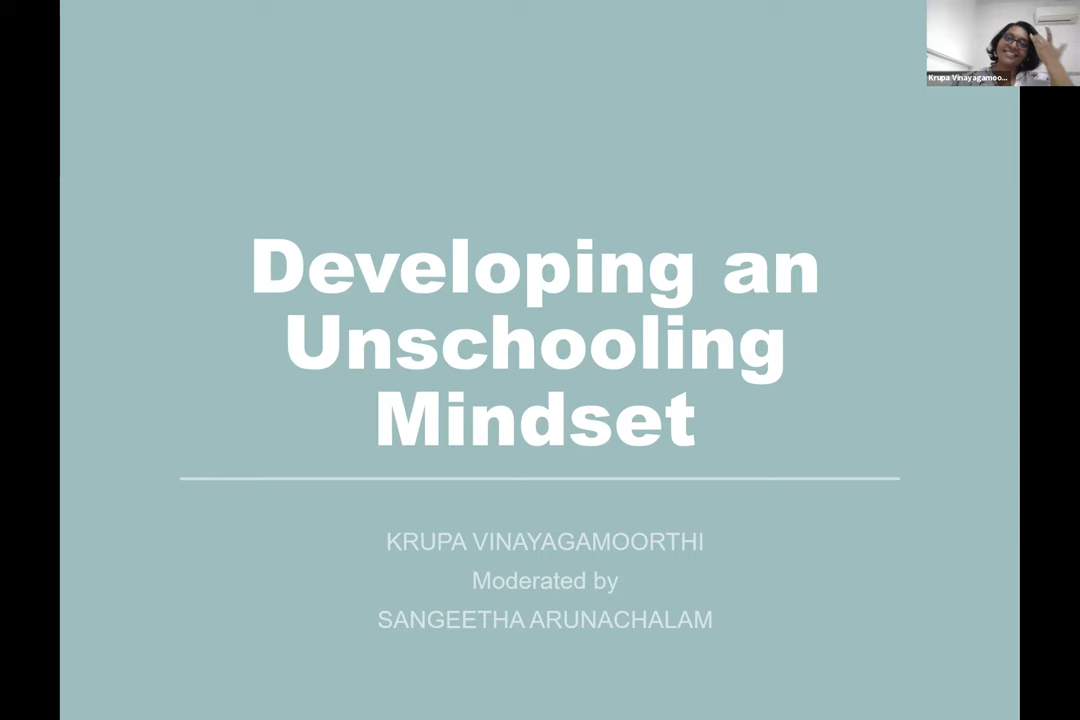 Krupa Vinayagamoo...
Developing an
Unschooling
Mindset
KRUPA VINAYAGAMOORTHI
Moderated by
SANGEETHA ARUNACHALAM